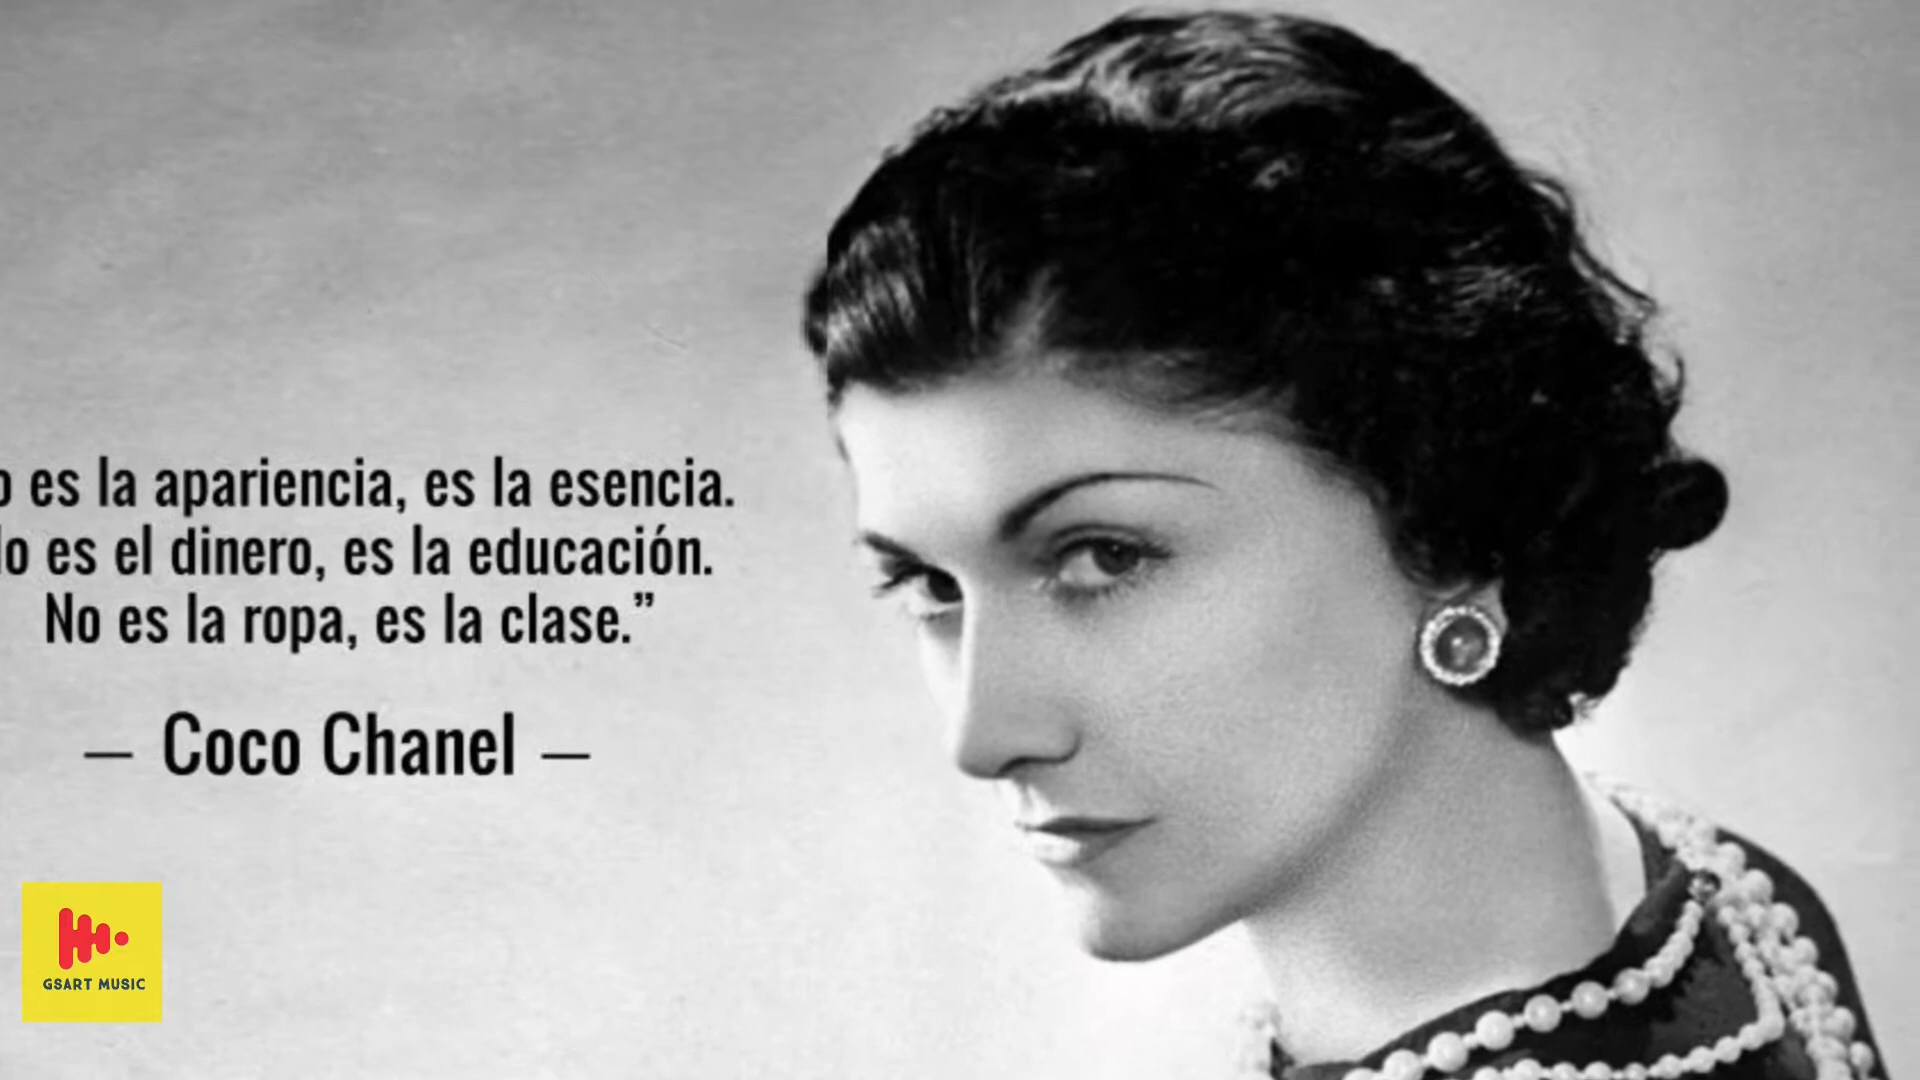 es la apariencia, es la esencia.
es el dinero, es la educación.
No es la ropa, es la clase.”
— Coco Chanel —
GSART MUSIC